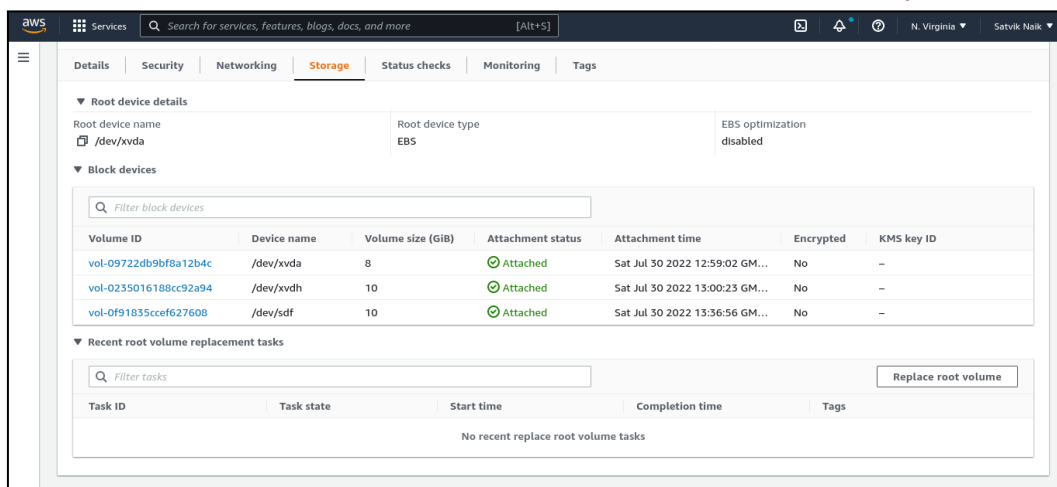 aws Services Search for services, features, blogs, docs, and more [Alt+S] N. Virginia ▼ Satvik Naik ▼
Details Security Networking Storage Status checks Monitoring Tags
▼ Root device details
Root device name Root device type EBS optimization
/dev/xvda EBS disabled
▼ Block devices
Filter block devices
Volume ID Device name Volume size (GiB) Attachment status Attachment time Encrypted KMS key ID
vol-09722db9bf8a12b4c /dev/xvda 8 Attached Sat Jul 30 2022 12:59:02 GM... No –
vol-0235016188cc92a94 /dev/xvdh 10 Attached Sat Jul 30 2022 13:00:23 GM... No –
vol-0f91835ccef627608 /dev/sdf 10 Attached Sat Jul 30 2022 13:36:56 GM... No –
▼ Recent root volume replacement tasks
Filter tasks Replace root volume
Task ID Task state Start time Completion time Tags
No recent replace root volume tasks